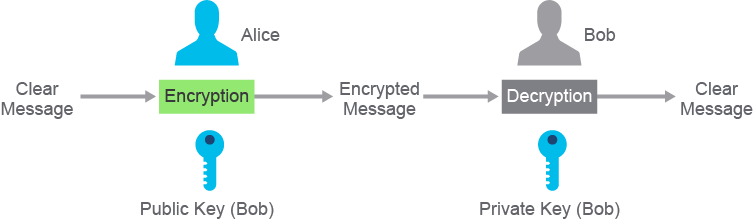 Alice
Bob
Clear
Message
Encryption
Encrypted
Message
Decryption
Clear
Message
Public Key (Bob)
Private Key (Bob)